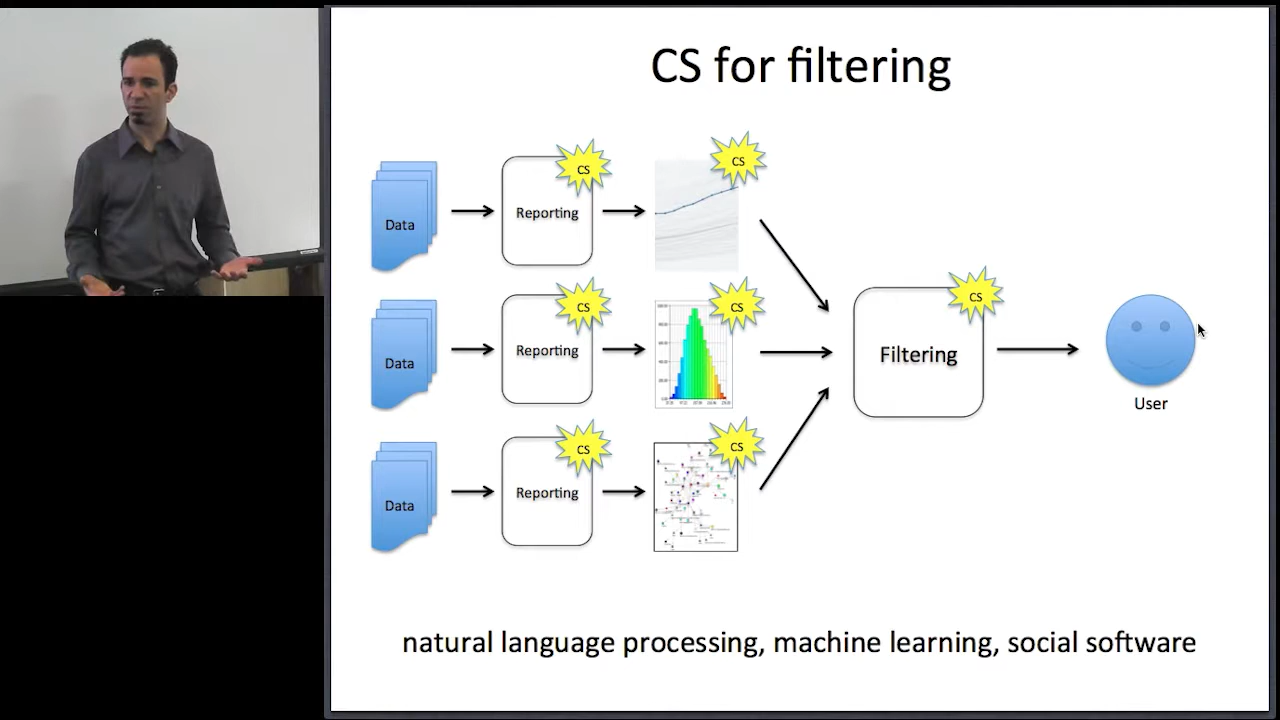 CS for filtering
CS
CS
Data
Reporting
CS
CS
CS
Data
Reporting
Filtering
User
CS
CS
Data
Reporting
natural language processing, machine learning, social software